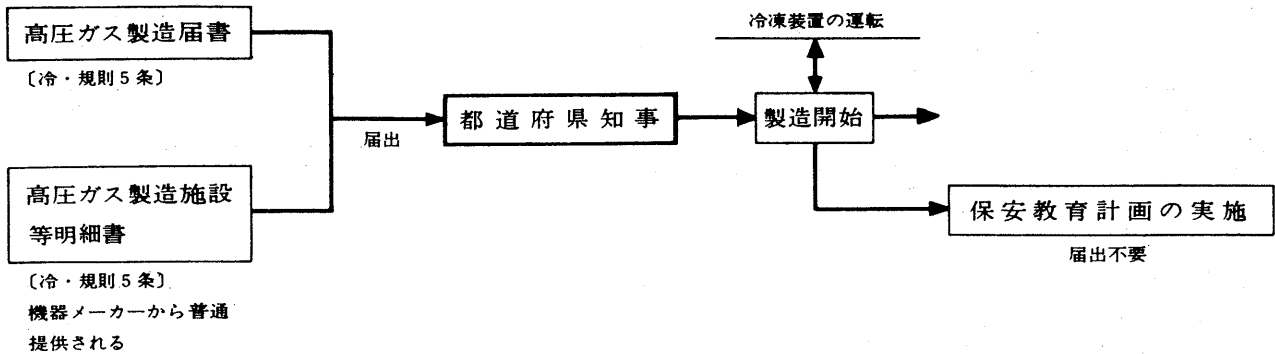 高圧ガス製造届書
〔冷・規則5条〕
高圧ガス製造施設
等明細書
〔冷・規則5条〕
機器メーカーから普通
提供される
届出
都道府県知事
冷凍装置の運転
製造開始
保安教育計画の実施
届出不要